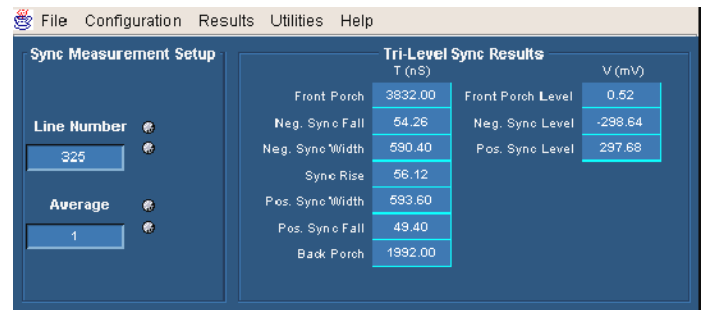 File Configuration Results Utilities Help
Sync Measurement Setup
Line Number
325
Average
1
Tri-Level Sync Results
T (nS) V (mV)
Front Porch 3832.00 Front Porch Level 0.52
Neg. Sync Fall 54.26 Neg. Sync Level -298.64
Neg. Sync Width 590.40 Pos. Sync Level 297.68
Sync Rise 56.12
Pos. Sync Width 593.60
Pos. Sync Fall 49.40
Back Porch 1992.00